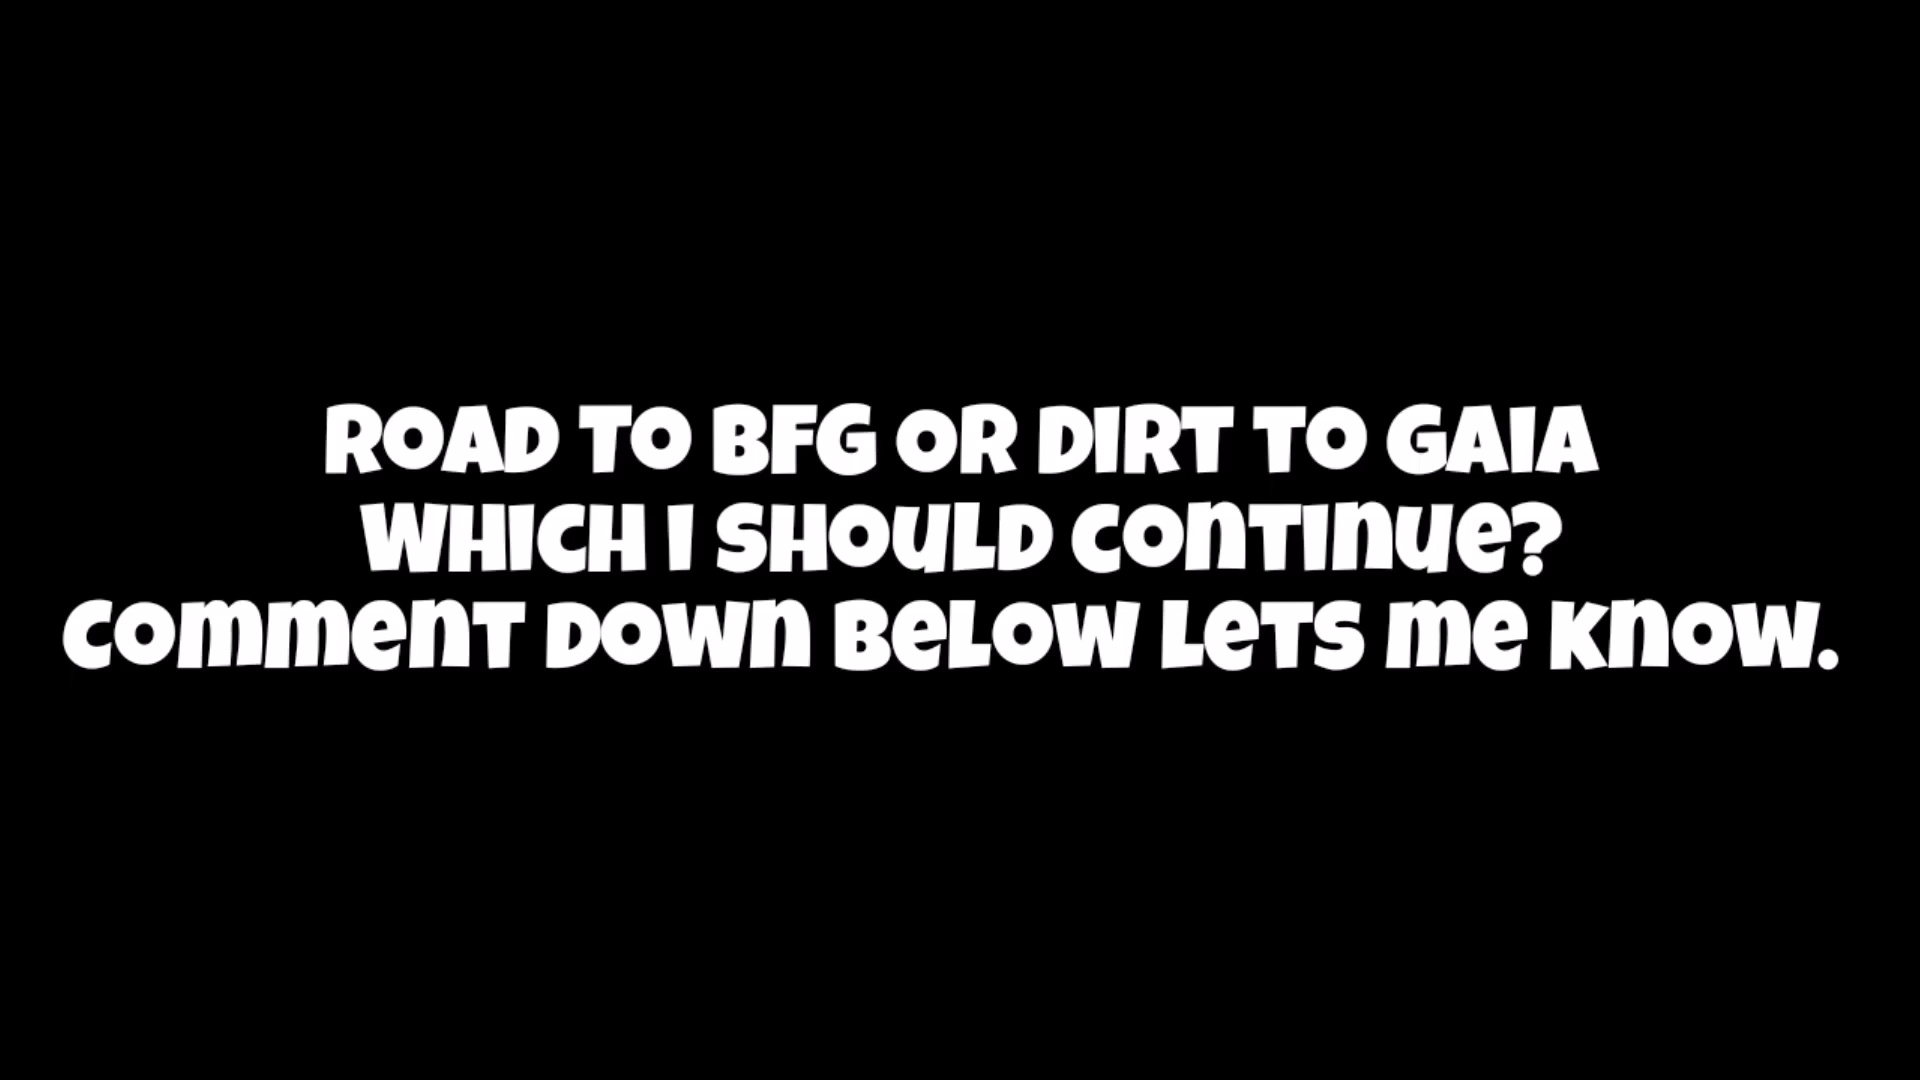 ROAD TO BFG OR DIRT TO GAIA
WHICH I SHOULD CONTINUE?
COMMENT DOWN BELOW LETS ME KNOW.